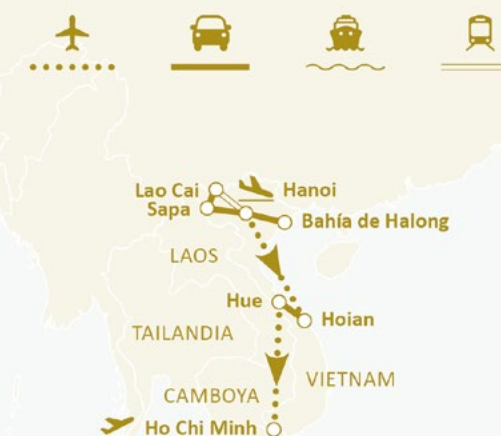 Lao Cai
Hanoi
Sapa
Bahía de Halong
LAOS
Hue
Hoian
TAILANDIA
VIETNAM
CAMBOYA
Ho Chi Minh